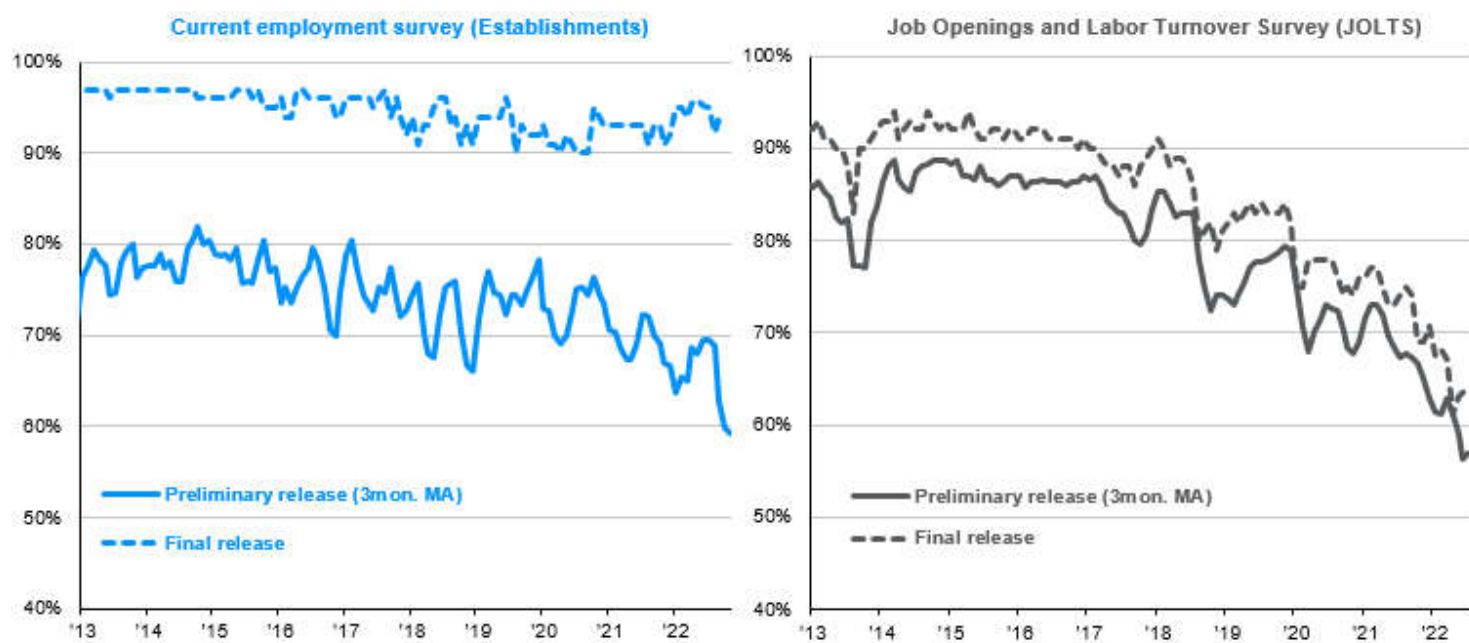 Current employment survey (Establishments)
100%
90%
80%
70%
60%
50%
40%
Preliminary release (3mon. MA)
Final release
'13 '14 '15 '16 '17 '18 '19 '20 '21 '22
Job Openings and Labor Turnover Survey (JOLTS)
100%
90%
80%
70%
60%
50%
40%
Preliminary release (3mon. MA)
Final release
'13 '14 '15 '16 '17 '18 '19 '20 '21 '22